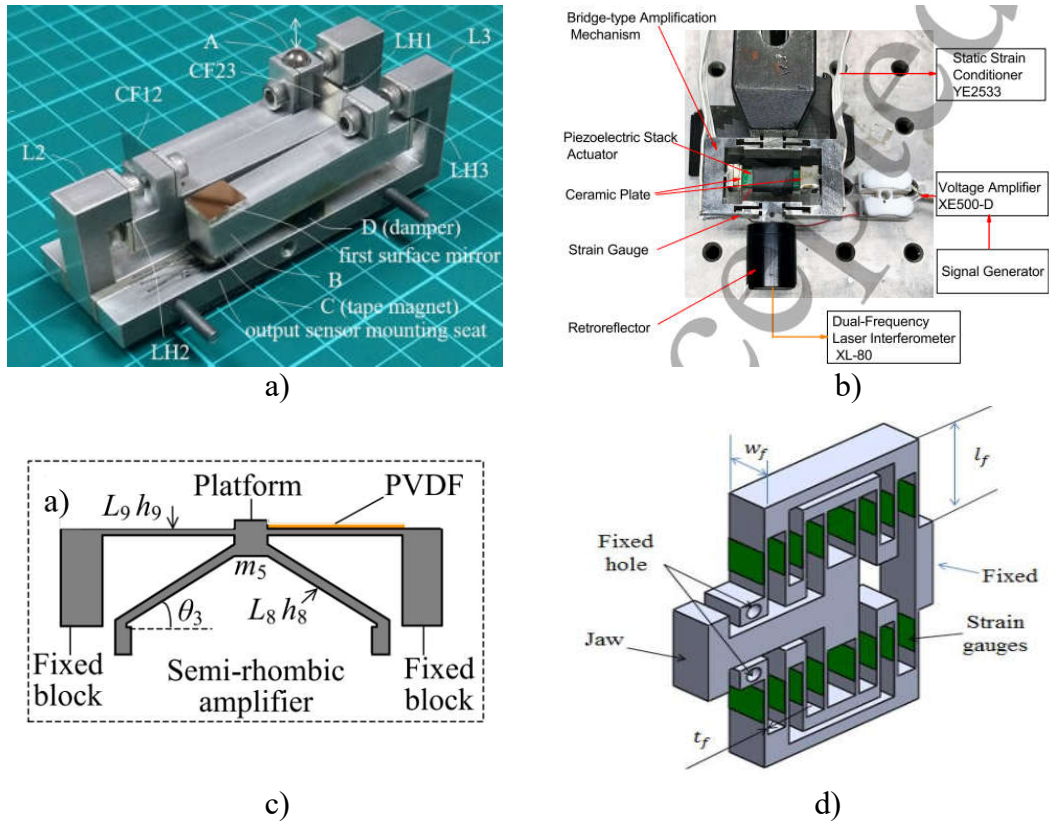 A
LH1
L3
CF23
CF12
L2
LH3
D (damper)
first surface mirror
B
C (tape magnet)
output sensor mounting seat
LH2
a)
Bridge-type Amplification
Mechanism
Static Strain
Conditioner
YE2533
Piezoelectric Stack
Actuator
Ceramic Plate
Voltage Amplifier
XE500-D
Strain Gauge
Signal Generator
Retroreflector
Dual-Frequency
Laser Interferometer
XL-80
cepted
b)
a)
Platform
PVDF
L9 h9
m5
θ3
L8 h8
Fixed
block
Semi-rhombic
amplifier
Fixed
block
c)
wf
lf
Fixed
hole
Fixed
Jaw
Strain
gauges
tf
d)